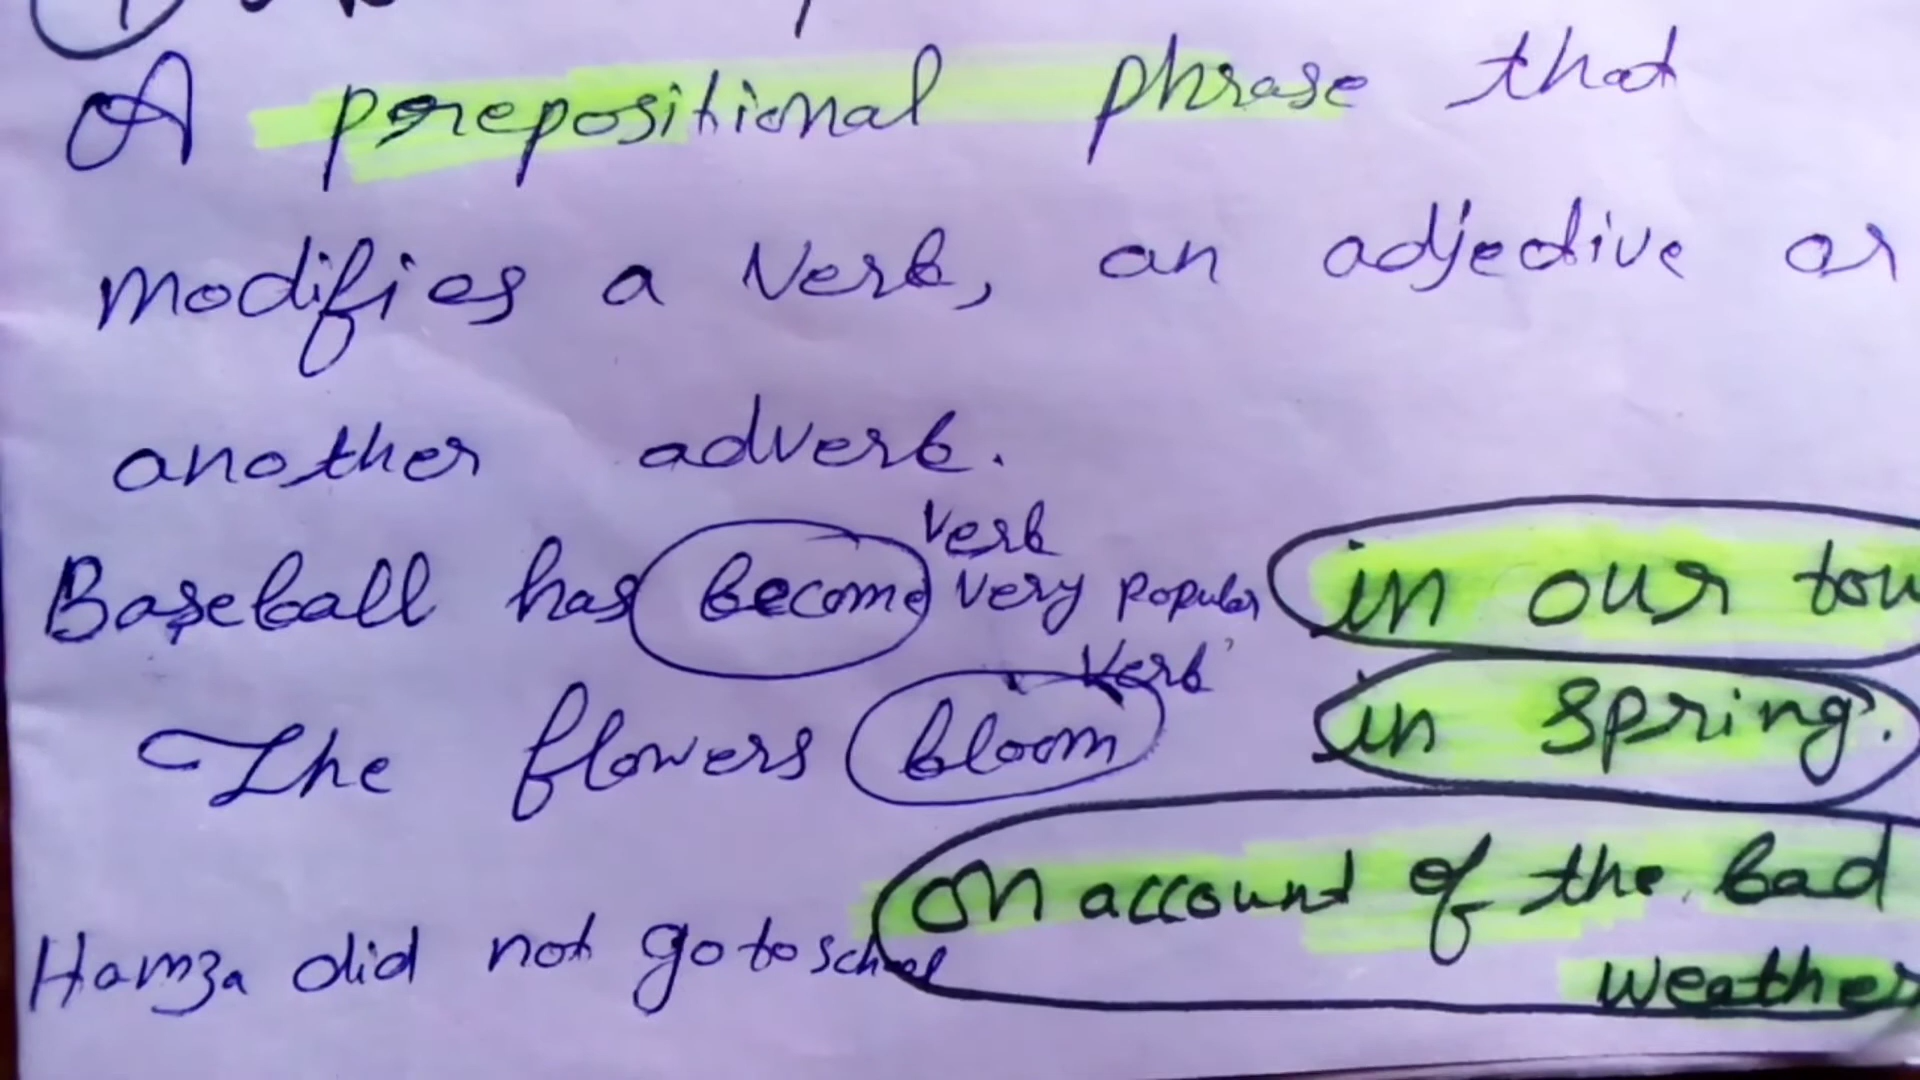 A prepositional phrase that
modifies a Verb, an adjective or
another adverb.
Verb
Baseball has become very popular in our tow
Verb
The flowers bloom in spring.
on account of the bad
Hamza did not go to school
weather